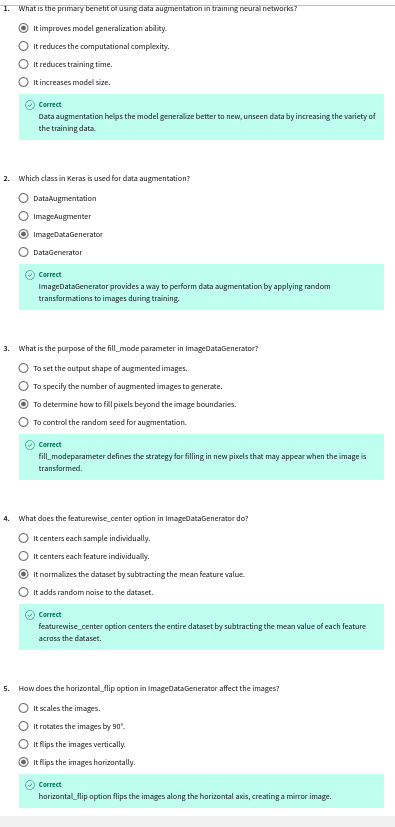 1. What is the primary benefit of using data augmentation in training neural networks?
It improves model generalization ability.
It reduces the computational complexity.
It reduces training time.
It increases model size.
Correct
Data augmentation helps the model generalize better to new, unseen data by increasing the variety of
the training data.
2. Which class in Keras is used for data augmentation?
DataAugmentation
ImageAugmenter
ImageDataGenerator
DataGenerator
Correct
ImageDataGenerator provides a way to perform data augmentation by applying random
transformations to images during training.
3. What is the purpose of the fill_mode parameter in ImageDataGenerator?
To set the output shape of augmented images.
To specify the number of augmented images to generate.
To determine how to fill pixels beyond the image boundaries.
To control the random seed for augmentation.
Correct
fill_modeparameter defines the strategy for filling in new pixels that may appear when the image is
transformed.
4. What does the featurewise_center option in ImageDataGenerator do?
It centers each sample individually.
It centers each feature individually.
It normalizes the dataset by subtracting the mean feature value.
It adds random noise to the dataset.
Correct
featurewise_center option centers the entire dataset by subtracting the mean value of each feature
across the dataset.
5. How does the horizontal_flip option in ImageDataGenerator affect the images?
It scales the images.
It rotates the images by 90°.
It flips the images vertically.
It flips the images horizontally.
Correct
horizontal_flip option flips the images along the horizontal axis, creating a mirror image.